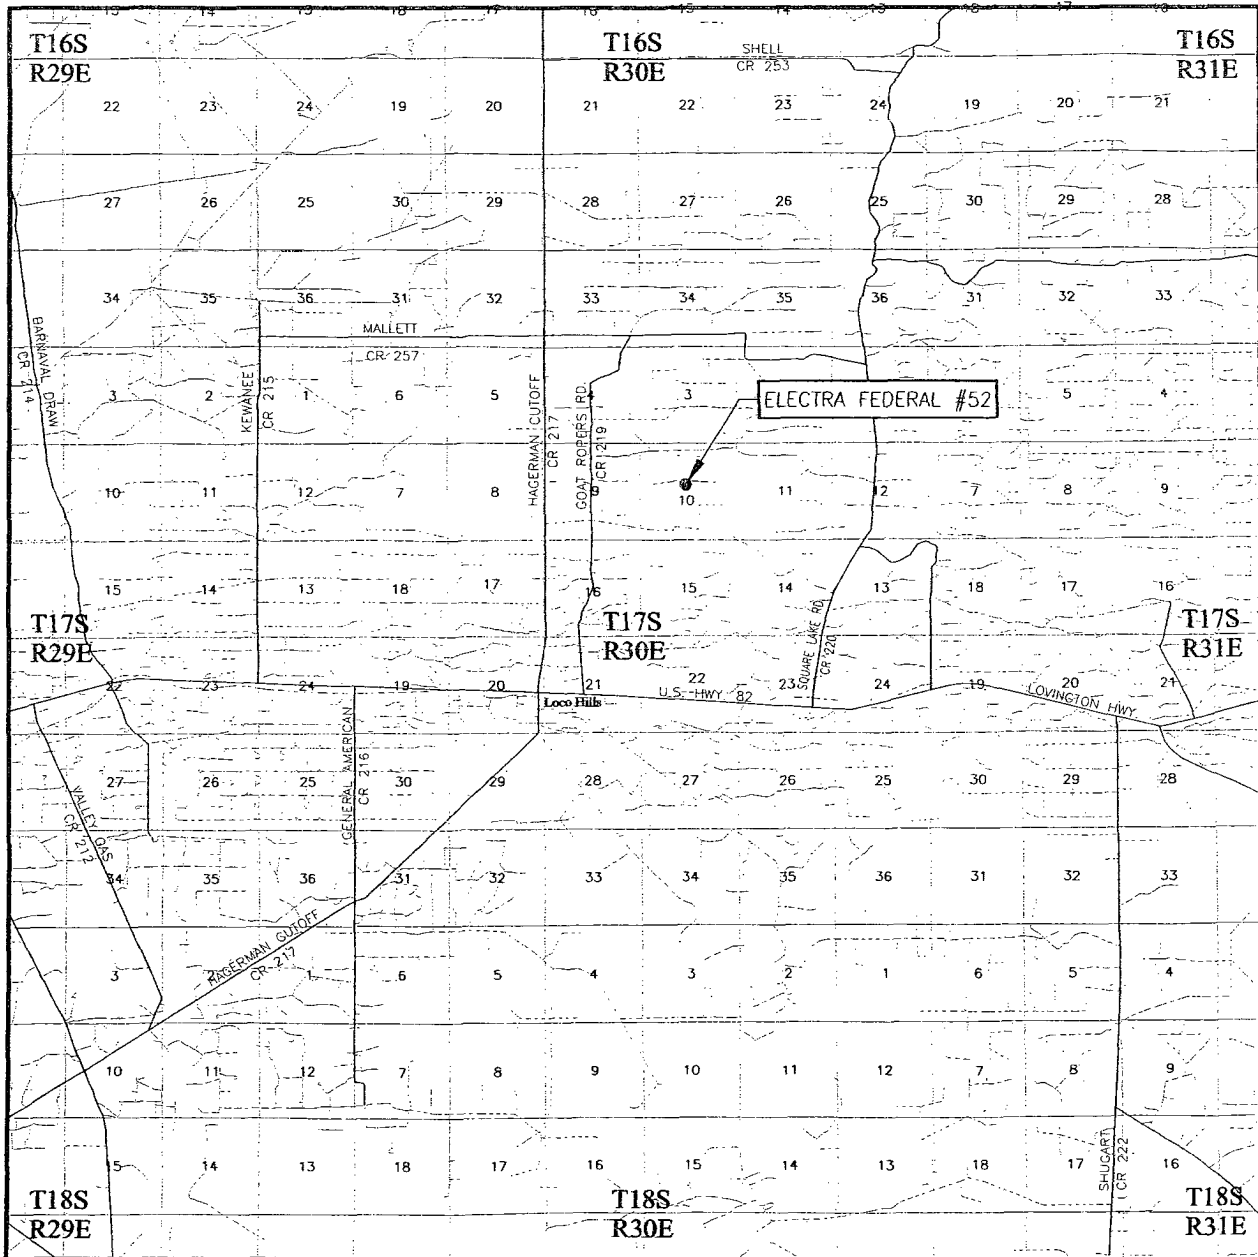 T16S T16S T16S
R29E R30E R31E
SHELL
CR 253
22 23 24 19 20 21 22 23 24 19 20 21
27 26 25 30 29 28 27 26 25 30 29 28
34 35 36 31 32 33 34 35 36 31 32 33
MALLETT
CR 257
BARNAVAL DRAW
CR 214
KEWANEE
CR 215
HAGERMAN CUTOFF
CR 217
GOAT ROPERS RD.
CR 219
ELECTRA FEDERAL #52
3 2 1 6 5 4 3 5 4
10 11 12 7 8 9 10 11 12 7 8 9
15 14 13 18 17 16 15 14 13 18 17 16
T17S T17S T17S
R29E R30E R31E
SQUARE LAKE RD.
CR 220
22 23 24 19 20 21 22 23 24 19 20 21
Loco Hills
U.S. HWY 82
LOVINGTON HWY
GENERAL AMERICAN
CR 216
27 26 25 30 29 28 27 26 25 30 29 28
VALLEY GAS
CR 212
34 35 36 31 32 33 34 35 36 31 32 33
HAGERMAN CUTOFF
CR 217
3 2 1 6 5 4 3 2 1 6 5 4
10 11 12 7 8 9 10 11 12 7 8 9
15 14 13 18 17 16 15 14 13 18 17 16
SHUGART
CR 222
T18S T18S T18S
R29E R30E R31E